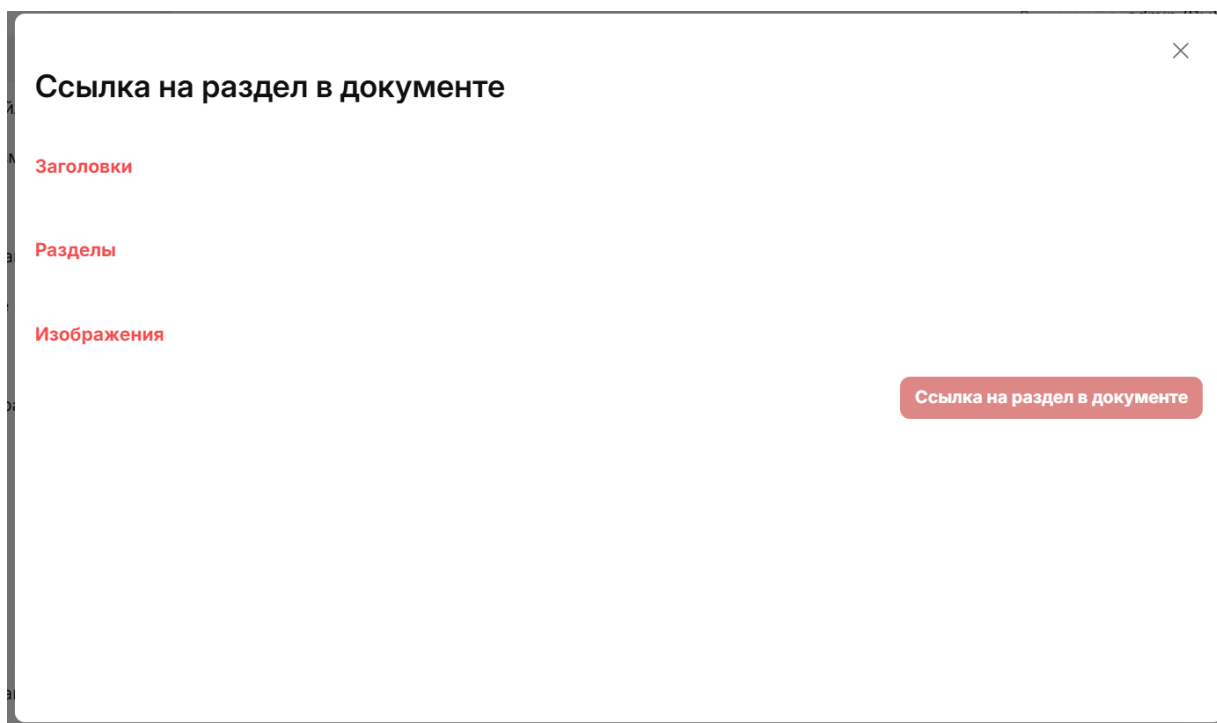 Ссылка на раздел в документе
Заголовки
Разделы
Изображения
Ссылка на раздел в документе